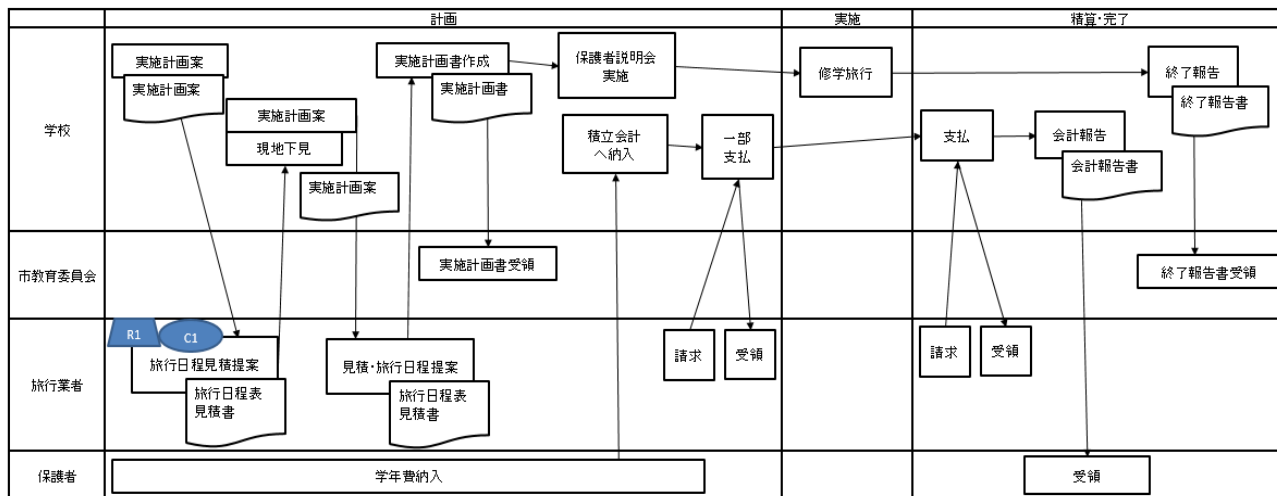 計画
実施
積算・完了
学校
実施計画案
実施計画案
実施計画案
現地下見
実施計画案
実施計画書作成
実施計画書
保護者説明会
実施
積立会計
へ納入
一部
支払
修学旅行
支払
会計報告
会計報告書
終了報告
終了報告書
市教育委員会
実施計画書受領
終了報告書受領
旅行業者
R1
C1
旅行日程見積提案
旅行日程表
見積書
見積・旅行日程提案
旅行日程表
見積書
請求
受領
請求
受領
保護者
学年費納入
受領